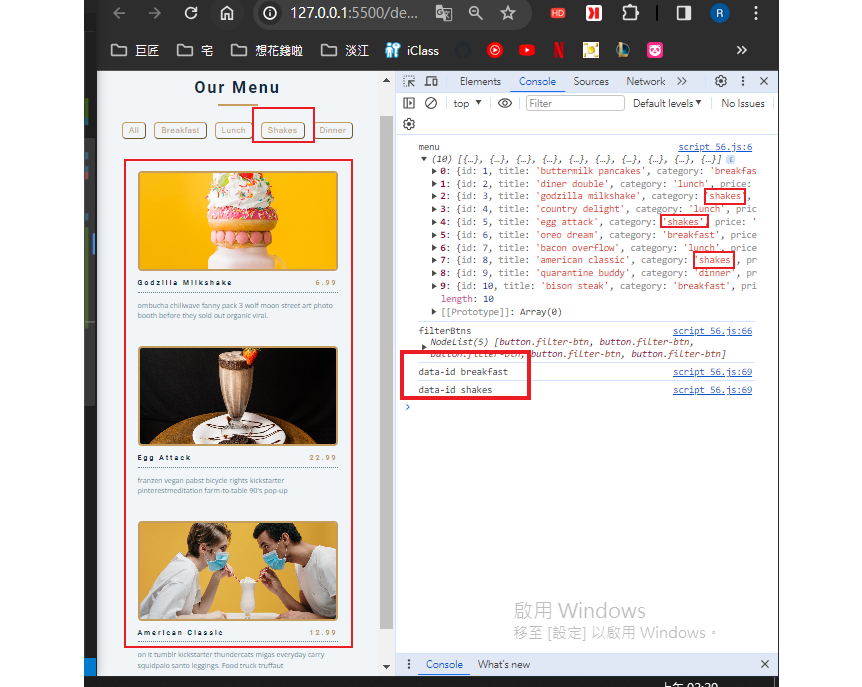 127.0.0.1:5500/de...
HD
R
巨匠
宅
想花錢啦
淡江
iClass
Our Menu
All
Breakfast
Lunch
Shakes
Dinner
Godzilla Milkshake
6.99
ombucha chillwave fanny pack 3 wolf moon street art photo
booth before they sold out organic viral.
Egg Attack
22.99
franzen vegan pabst bicycle rights kickstarter
pinterestmeditation farm-to-table 90's pop-up
American Classic
12.99
on it tumblr kickstarter thundercats migas everyday carry
squidpalo santo leggings. Food truck truffaut
Elements
Console
Sources
Network
top
Filter
Default levels
No Issues
menu
script_56.js:6
(10) [{…}, {…}, {…}, {…}, {…}, {…}, {…}, {…}, {…}, {…}]
0: {id: 1, title: 'buttermilk pancakes', category: 'breakfas
1: {id: 2, title: 'diner double', category: 'lunch', price:
2: {id: 3, title: 'godzilla milkshake', category: 'shakes',
3: {id: 4, title: 'country delight', category: 'lunch', pric
4: {id: 5, title: 'egg attack', category: 'shakes', price: '
5: {id: 6, title: 'oreo dream', category: 'breakfast', price
6: {id: 7, title: 'bacon overflow', category: 'lunch', price
7: {id: 8, title: 'american classic', category: 'shakes', pr
8: {id: 9, title: 'quarantine buddy', category: 'dinner', pr
9: {id: 10, title: 'bison steak', category: 'breakfast', pri
length: 10
[[Prototype]]: Array(0)
filterBtns
script_56.js:66
NodeList(5) [button.filter-btn, button.filter-btn,
button.filter-btn, button.filter-btn, button.filter-btn]
data-id breakfast
script_56.js:69
data-id shakes
script_56.js:69
啟用 Windows
移至 [設定] 以啟用 Windows。
Console
What's new